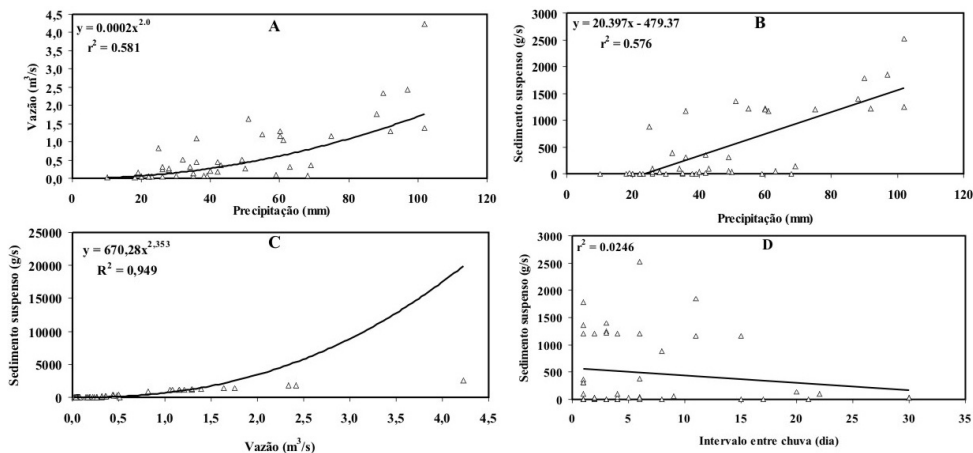 A
y = 0.0002x^2.0
r^2 = 0.581
Vazão (m^3/s)
4,5
4,0
3,5
3,0
2,5
2,0
1,5
1,0
0,5
0,0
0 20 40 60 80 100 120
Precipitação (mm)
B
y = 20.397x - 479.37
r^2 = 0.576
Sedimento suspenso (g/s)
3000
2500
2000
1500
1000
500
0
0 20 40 60 80 100 120
Precipitação (mm)
C
y = 670,28x^2,353
R^2 = 0,949
Sedimento suspenso (g/s)
25000
20000
15000
10000
5000
0
0,0 0,5 1,0 1,5 2,0 2,5 3,0 3,5 4,0 4,5
Vazão (m^3/s)
D
r^2 = 0.0246
Sedimento suspenso (g/s)
3000
2500
2000
1500
1000
500
0
0 5 10 15 20 25 30 35
Intervalo entre chuva (dia)